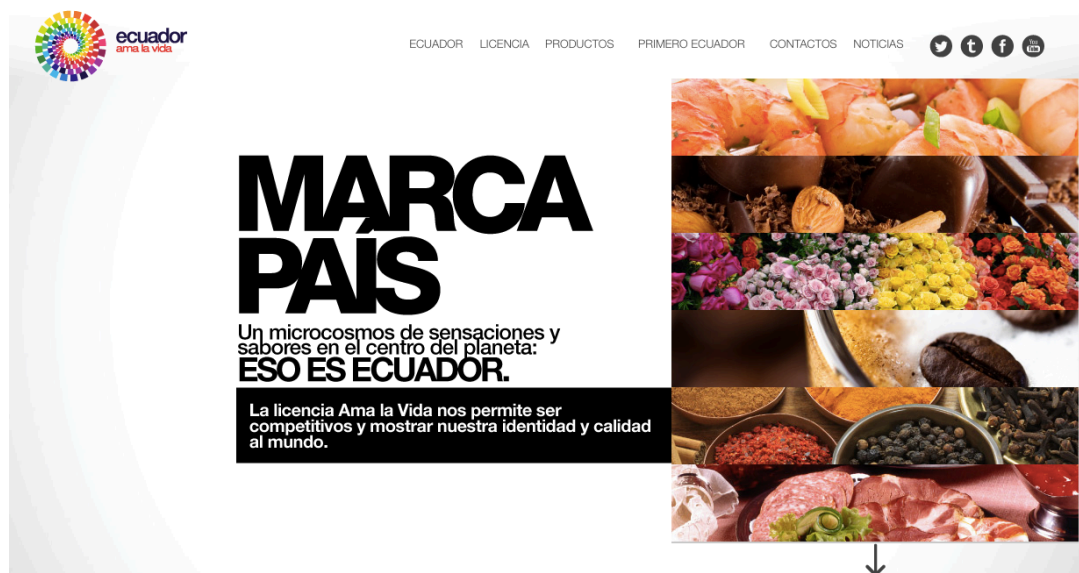 ecuador
ama la vida
ECUADOR LICENCIA PRODUCTOS PRIMERO ECUADOR CONTACTOS NOTICIAS
You Tube
MARCA
PAÍS
Un microcosmos de sensaciones y
sabores en el centro del planeta:
ESO ES ECUADOR.
La licencia Ama la Vida nos permite ser
competitivos y mostrar nuestra identidad y calidad
al mundo.